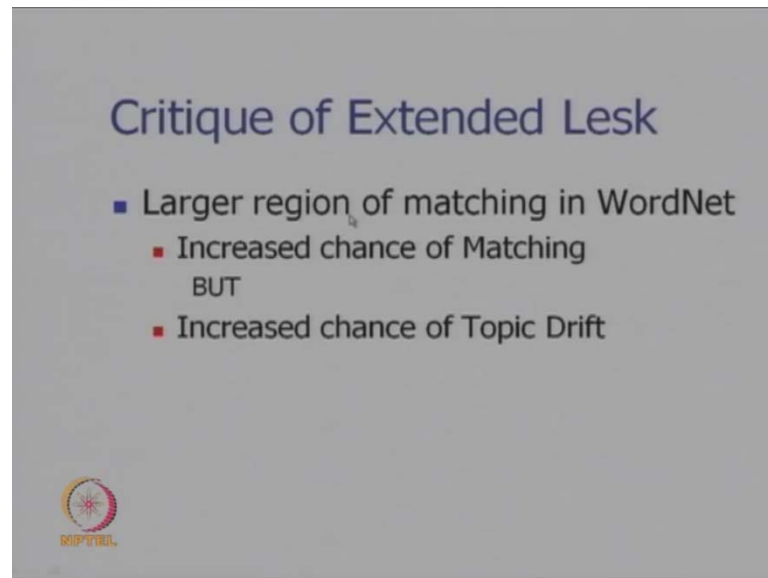 Critique of Extended Lesk
Larger region of matching in WordNet
Increased chance of Matching
BUT
Increased chance of Topic Drift
NPTEL